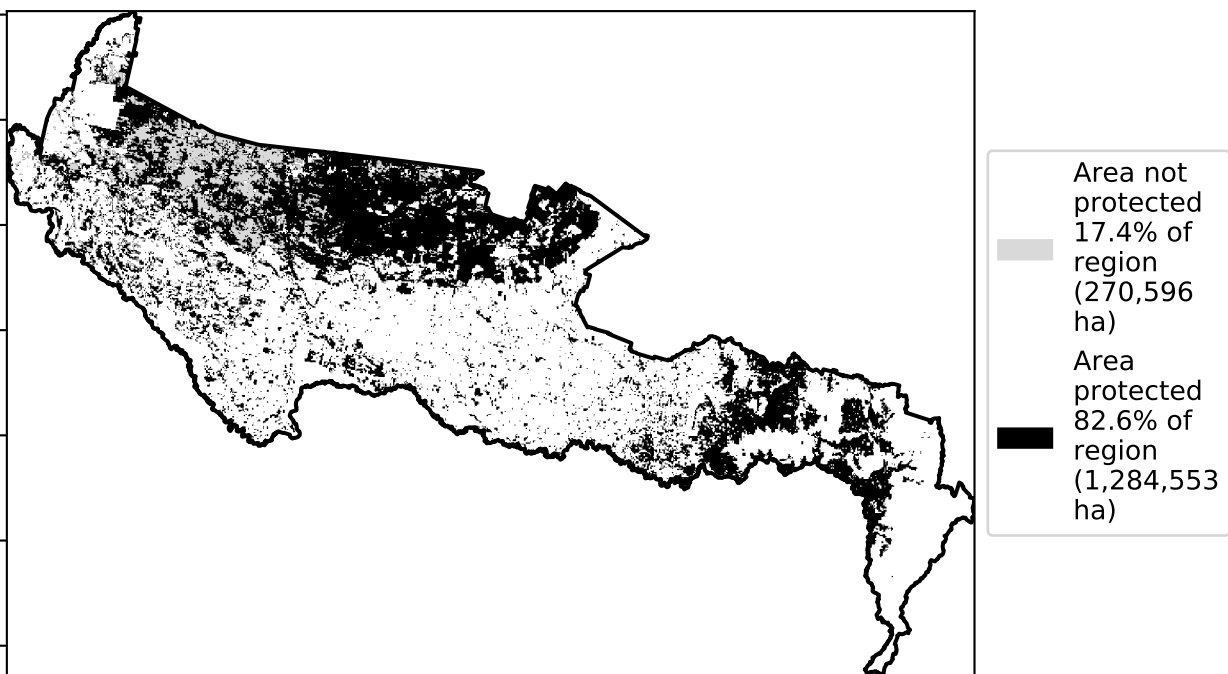 Area not
protected
17.4% of
region
(270,596
ha)
Area
protected
82.6% of
region
(1,284,553
ha)